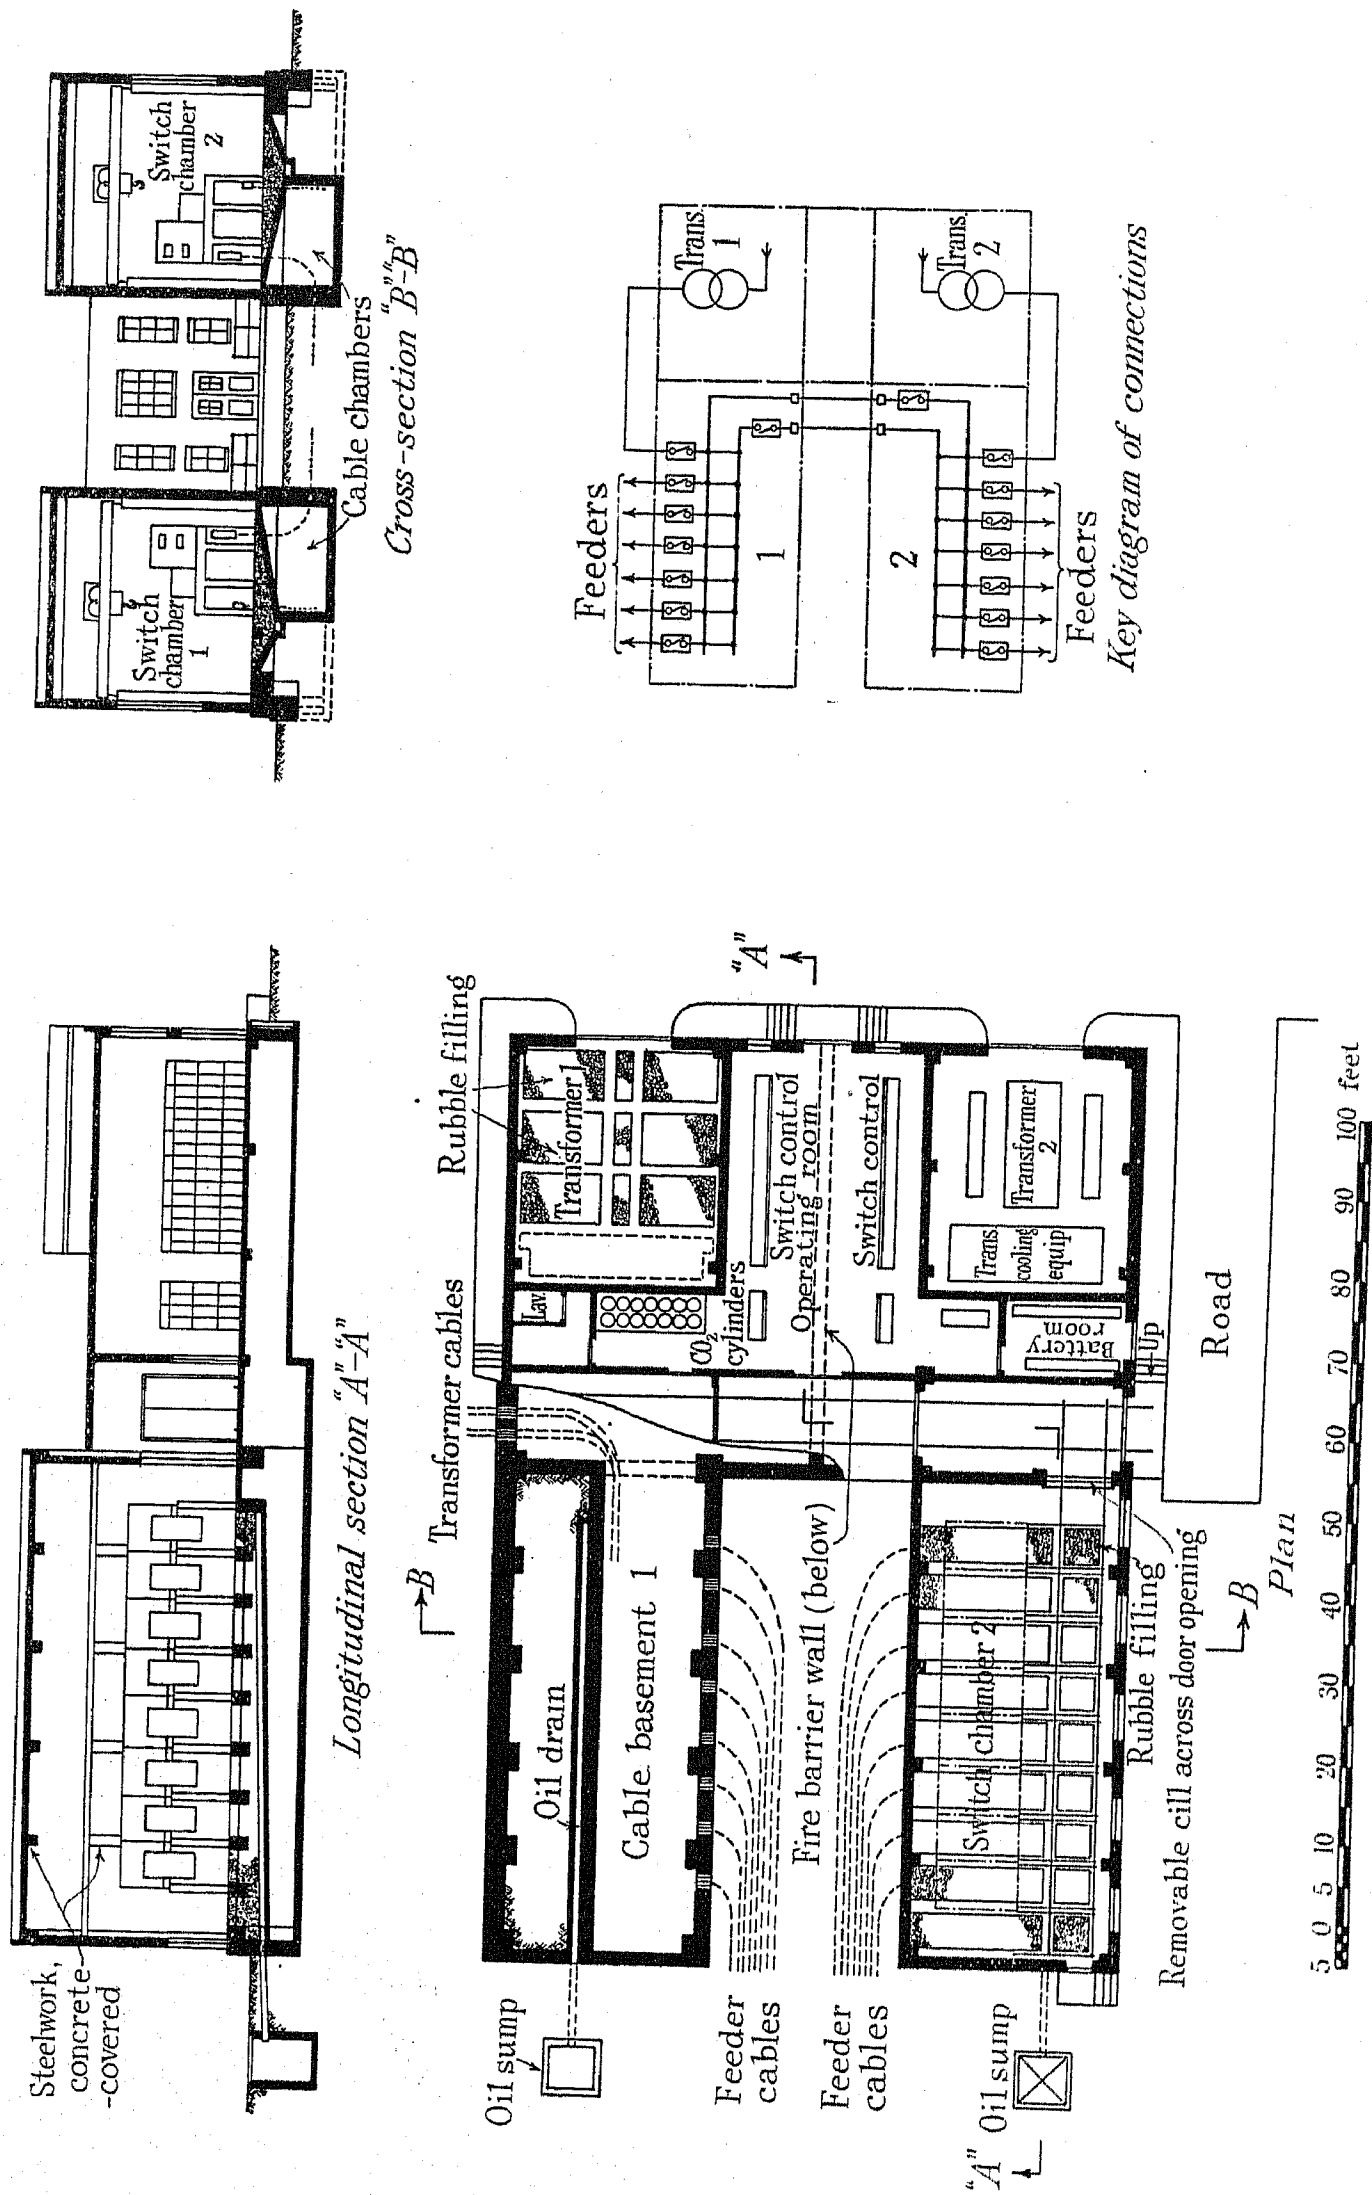 Steelwork,
concrete
-covered
Longitudinal section "A"-"A"
Switch
chamber
1
Switch
chamber
2
Cable chambers
Cross-section "B"-"B"
Oil sump
Feeder
cables
Feeder
cables
"A"
Oil sump
B
Transformer cables
Rubble filling
"A"
Oil drain
Cable basement 1
Fire barrier wall (below)
Switch chamber 2
Rubble filling
Removable cill across door opening
B
Lav.
CO2
cylinders
Transformer 1
Switch control
Operating room
Switch control
Battery
room
Up
Trans
cooling
equip
Transformer
2
Road
Plan
5 0 5 10 20 30 40 50 60 70 80 90 100 feet
Feeders
1
Trans
1
2
Trans
2
Feeders
Key diagram of connections